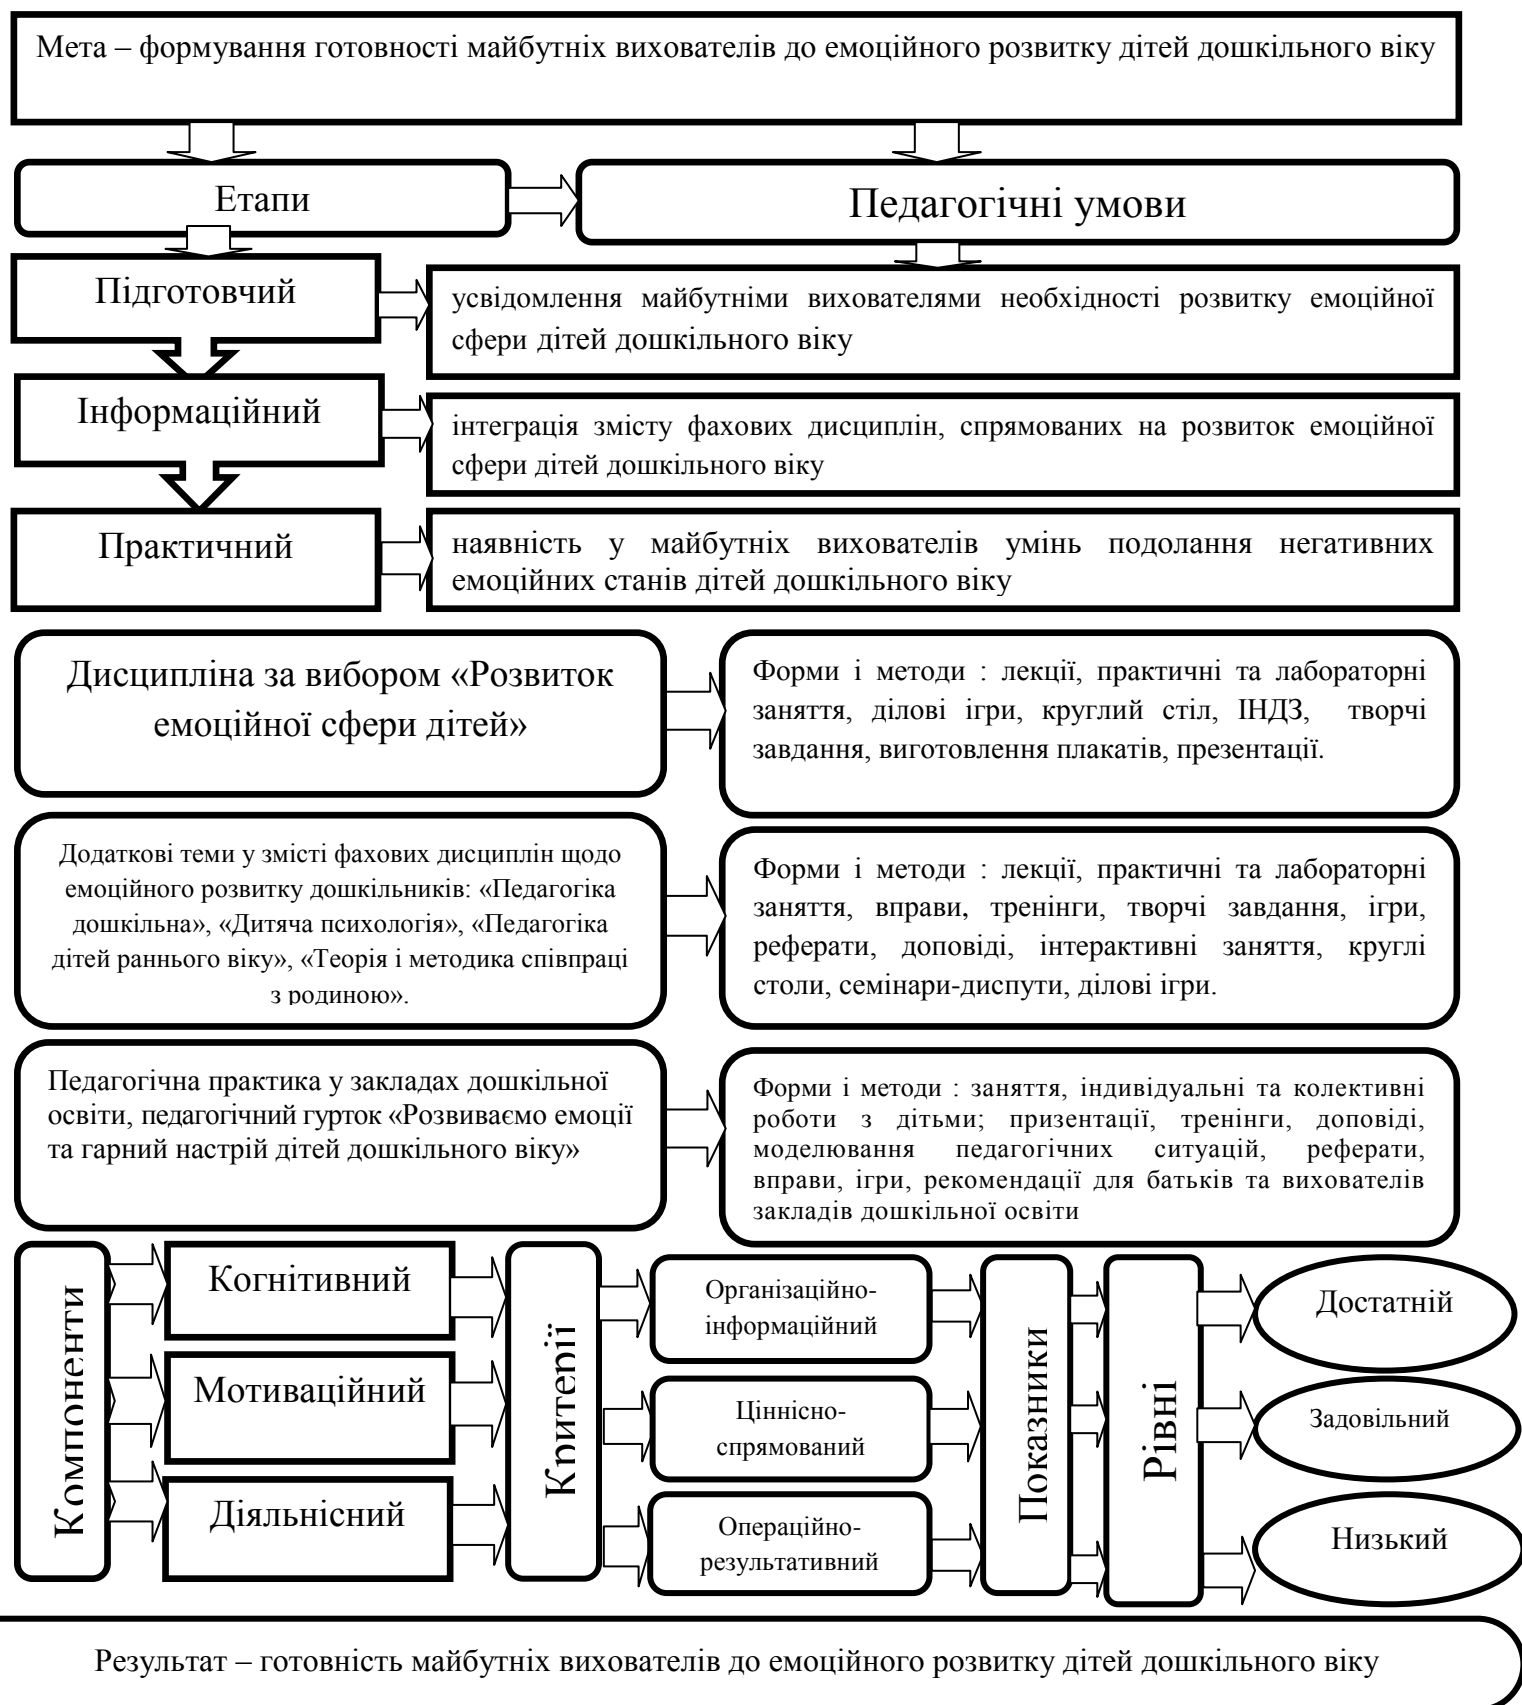 Мета – формування готовності майбутніх вихователів до емоційного розвитку дітей дошкільного віку
Етапи
Педагогічні умови
Підготовчий
усвідомлення майбутніми вихователями необхідності розвитку емоційної
сфери дітей дошкільного віку
Інформаційний
інтеграція змісту фахових дисциплін, спрямованих на розвиток емоційної
сфери дітей дошкільного віку
Практичний
наявність у майбутніх вихователів умінь подолання негативних
емоційних станів дітей дошкільного віку
Дисципліна за вибором «Розвиток
емоційної сфери дітей»
Форми і методи : лекції, практичні та лабораторні
заняття, ділові ігри, круглий стіл, ІНДЗ, творчі
завдання, виготовлення плакатів, презентації.
Додаткові теми у змісті фахових дисциплін щодо
емоційного розвитку дошкільників: «Педагогіка
дошкільна», «Дитяча психологія», «Педагогіка
дітей раннього віку», «Теорія і методика співпраці
з родиною».
Форми і методи : лекції, практичні та лабораторні
заняття, вправи, тренінги, творчі завдання, ігри,
реферати, доповіді, інтерактивні заняття, круглі
столи, семінари-диспути, ділові ігри.
Педагогічна практика у закладах дошкільної
освіти, педагогічний гурток «Розвиваємо емоції
та гарний настрій дітей дошкільного віку»
Форми і методи : заняття, індивідуальні та колективні
роботи з дітьми; призентації, тренінги, доповіді,
моделювання педагогічних ситуацій, реферати,
вправи, ігри, рекомендації для батьків та вихователів
закладів дошкільної освіти
Компоненти
Когнітивний
Мотиваційний
Діяльнісний
Критерії
Організаційно-
інформаційний
Ціннісно-
спрямований
Операційно-
результативний
Показники
Рівні
Достатній
Задовільний
Низький
Результат – готовність майбутніх вихователів до емоційного розвитку дітей дошкільного віку